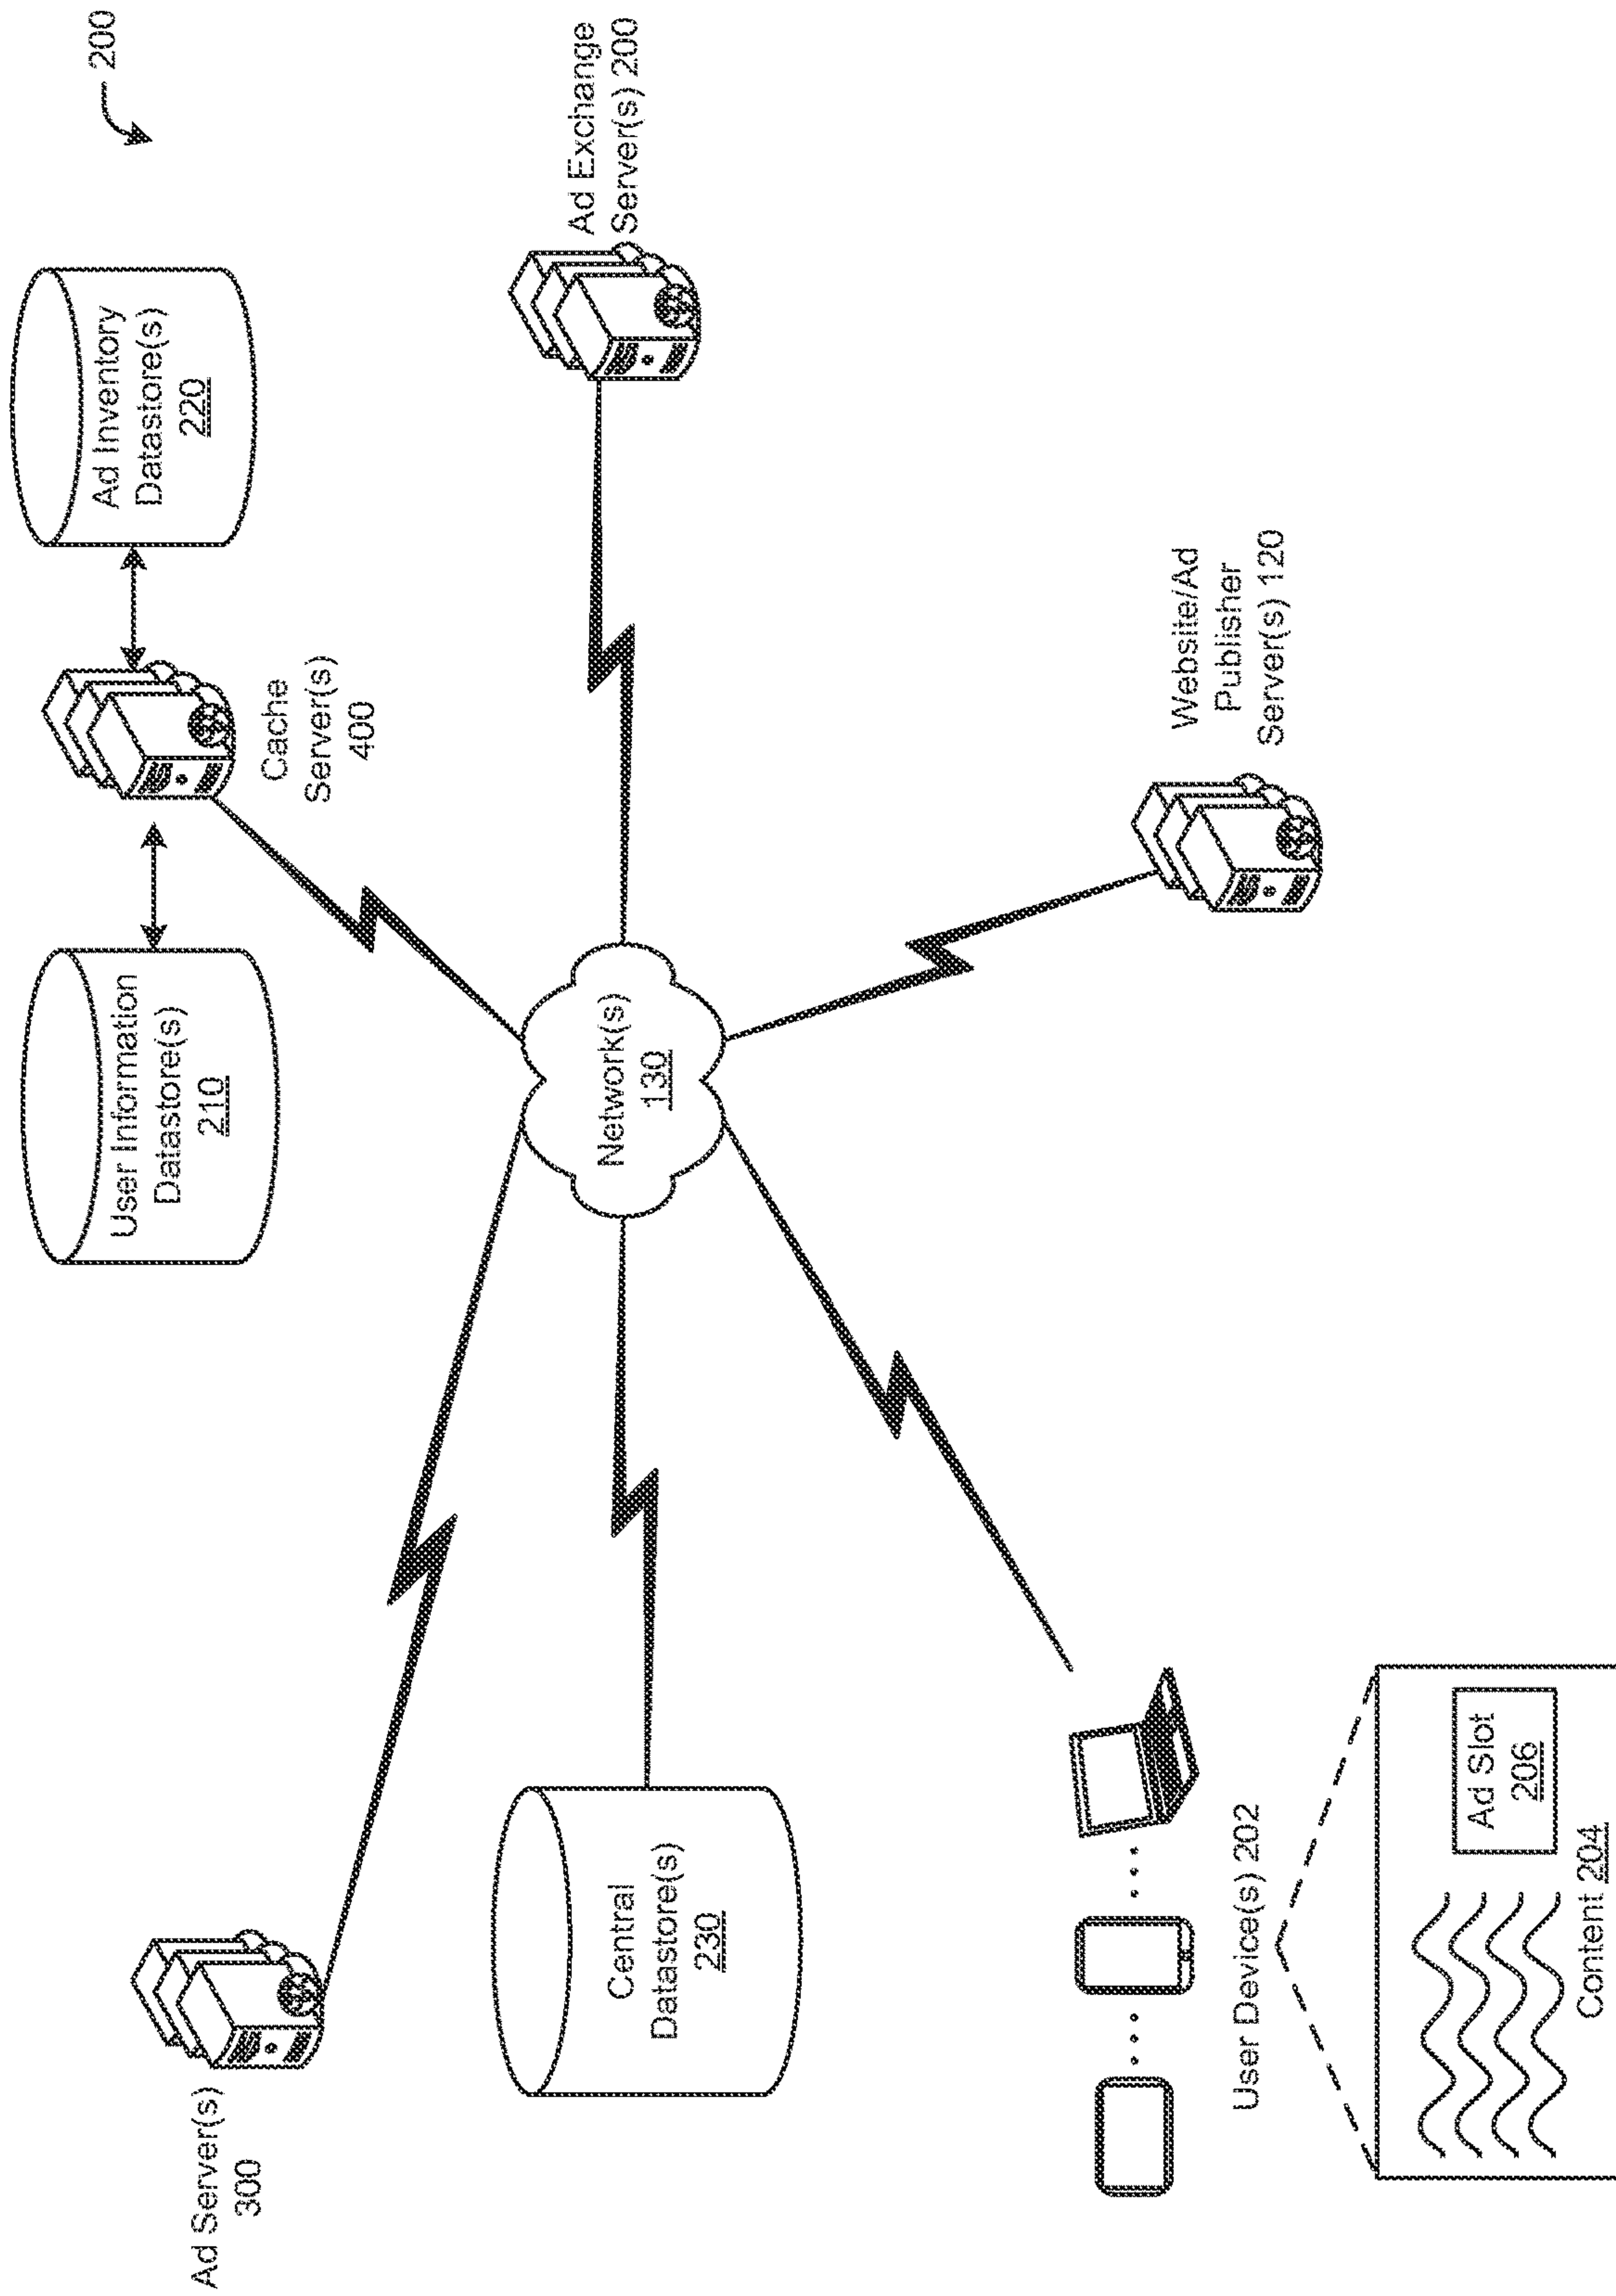 200
Ad Server(s)
300
User Information
Datastore(s)
210
Cache
Server(s)
400
Ad Inventory
Datastore(s)
220
Central
Datastore(s)
230
Network(s)
130
Ad Exchange
Server(s) 200
User Device(s) 202
Website/Ad
Publisher
Server(s) 120
Ad Slot
206
Content 204